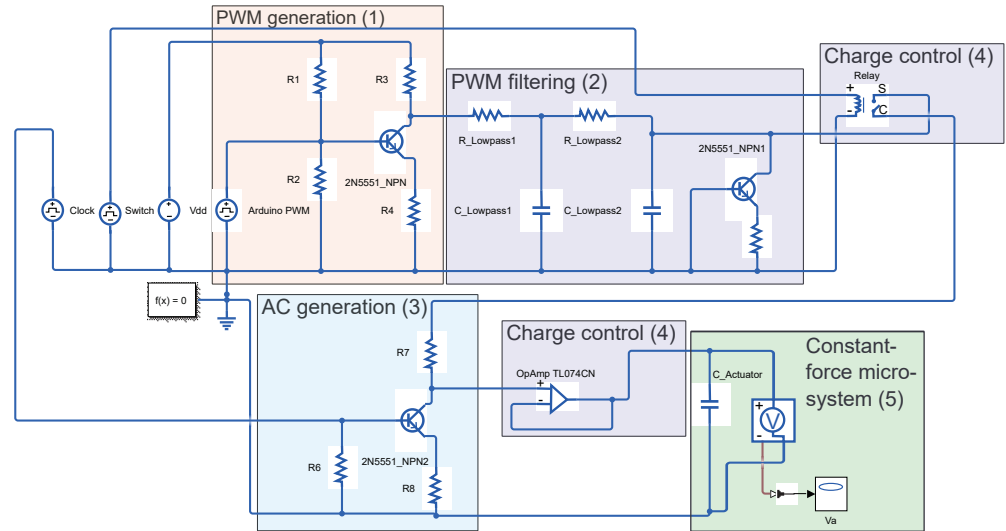 PWM generation (1)
R1
R3
R2
2N5551_NPN
R4
Clock
Switch
Vdd
Arduino PWM
f(x) = 0
PWM filtering (2)
R_Lowpass1
R_Lowpass2
2N5551_NPN1
C_Lowpass1
C_Lowpass2
Charge control (4)
Relay
+
S
-
C
AC generation (3)
R7
R6
2N5551_NPN2
R8
Charge control (4)
OpAmp TL074CN
+
-
Constant-
force micro-
system (5)
C_Actuator
+
V
-
Va